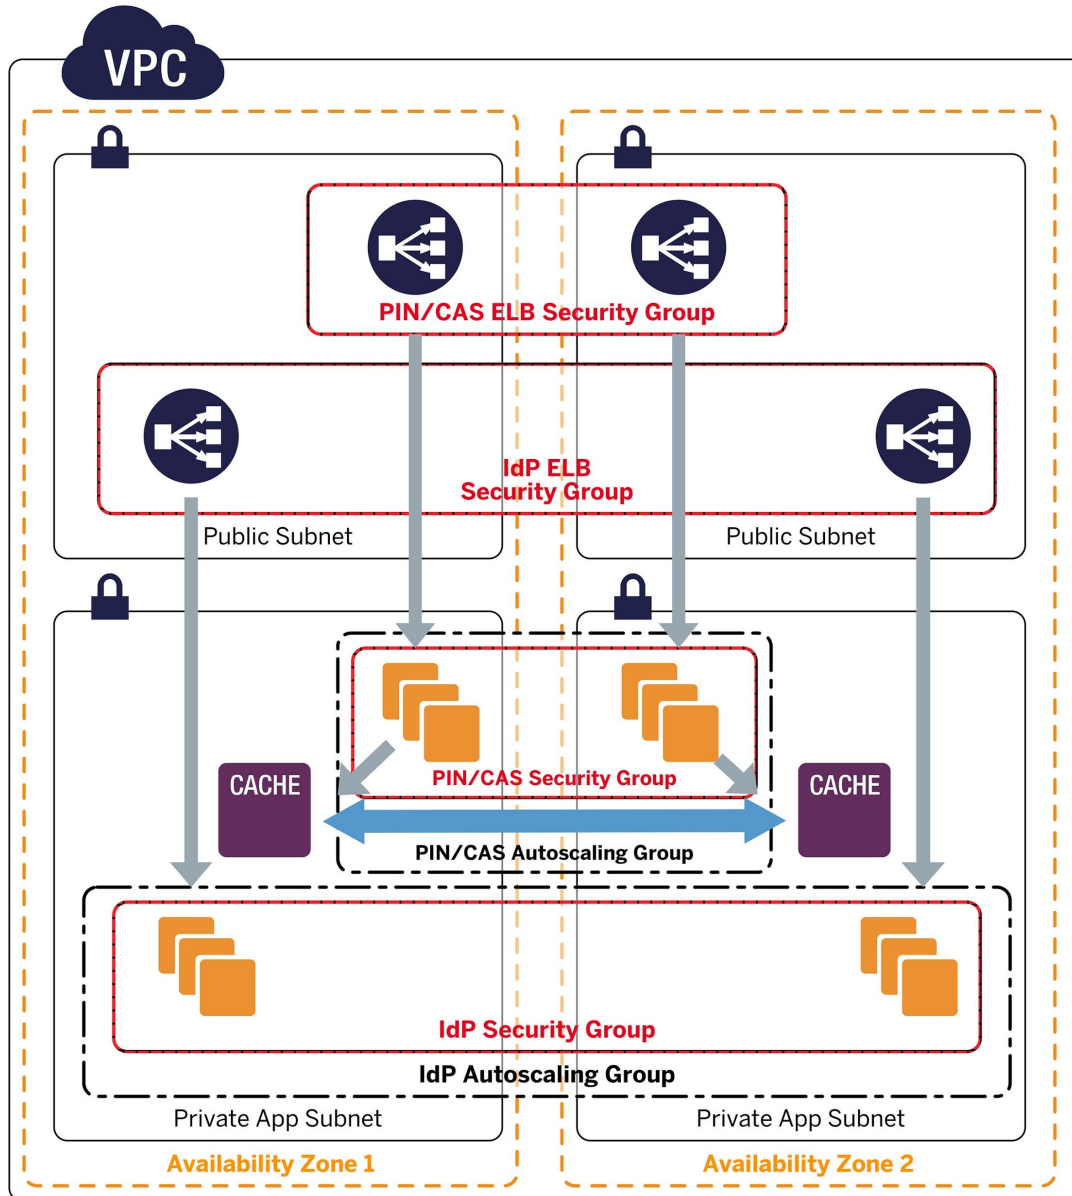 VPC
PIN/CAS ELB Security Group
IdP ELB
Security Group
Public Subnet
Public Subnet
PIN/CAS Security Group
CACHE
CACHE
PIN/CAS Autoscaling Group
IdP Security Group
IdP Autoscaling Group
Private App Subnet
Private App Subnet
Availability Zone 1
Availability Zone 2